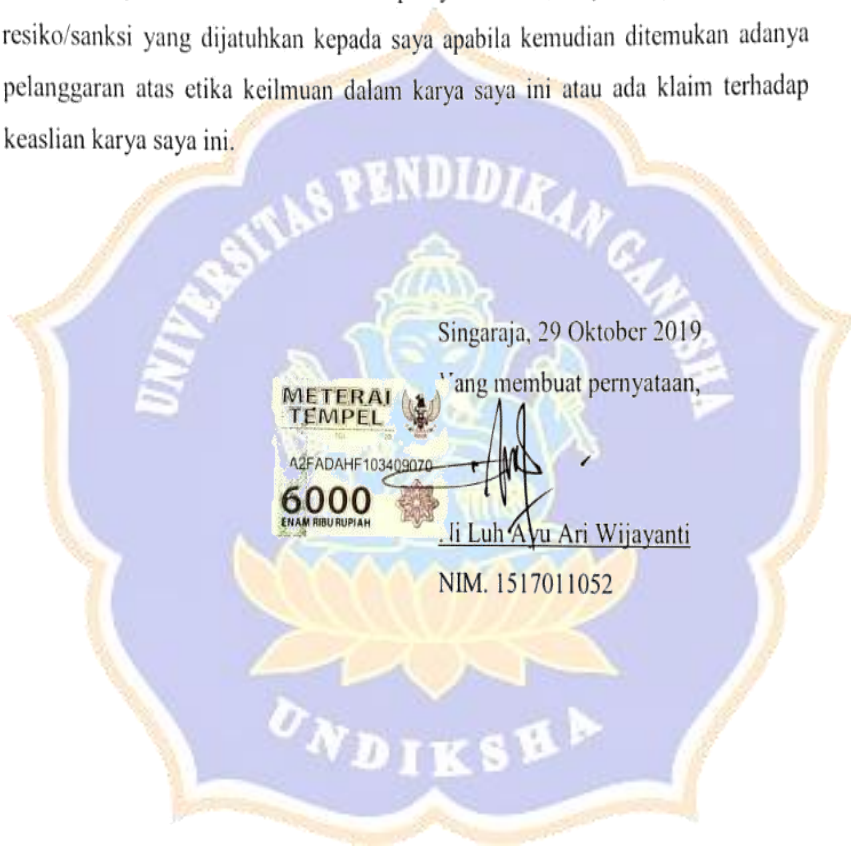 resiko/sanksi yang dijatuhkan kepada saya apabila kemudian ditemukan adanya
pelanggaran atas etika keilmuan dalam karya saya ini atau ada klaim terhadap
keaslian karya saya ini.
UNIVERSITAS PENDIDIKAN GANESHA
Singaraja, 29 Oktober 2019
Yang membuat pernyataan,
METERAI
TEMPEL
A2FADAHF103409070
6000
ENAM RIBU RUPIAH
Luh Ayu Ari Wijayanti
NIM. 1517011052
UNDIKSHA